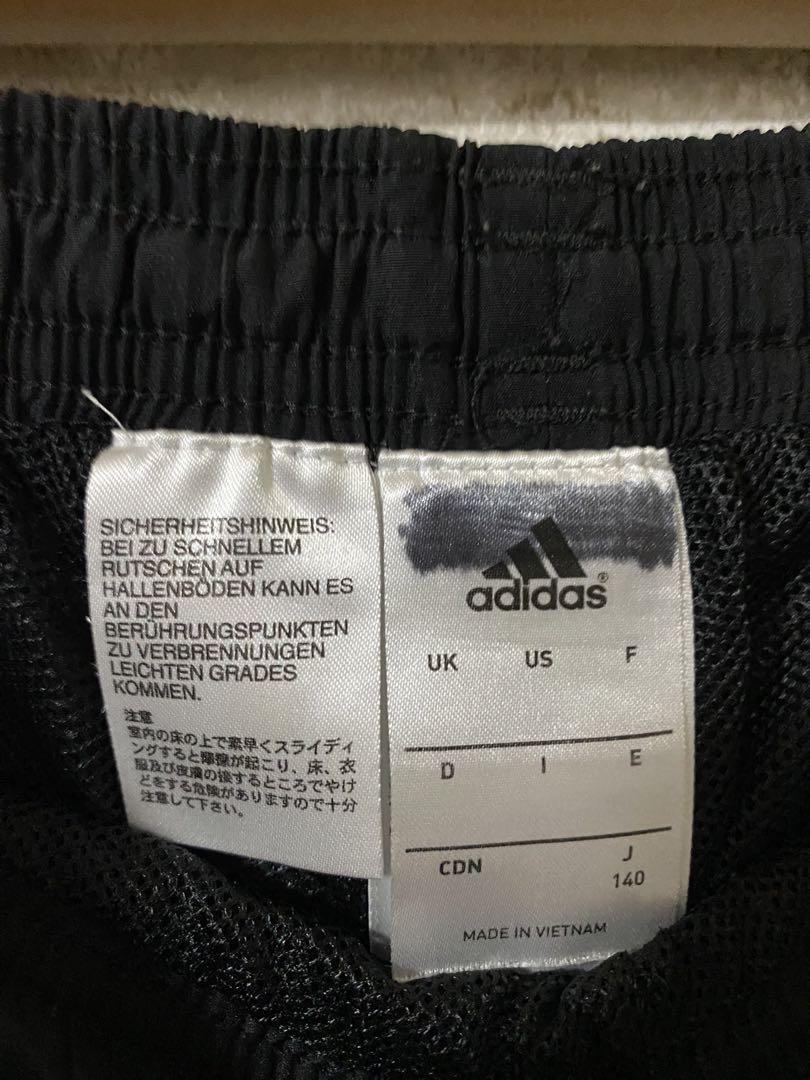 SICHERHEITSHINWEIS:
BEI ZU SCHNELLEM
RUTSCHEN AUF
HALLENBÖDEN KANN ES
AN DEN
BERÜHRUNGSPUNKTEN
ZU VERBRENNUNGEN
LEICHTEN GRADES
KOMMEN.
注意
室内の床の上で素早くスライディ
ングすると摩擦が起こり、床、衣
服及び皮膚の接するところでやけ
どをする危険がありますので十分
注意して下さい。
adidas®
UK US F
D I E
CDN J
140
MADE IN VIETNAM